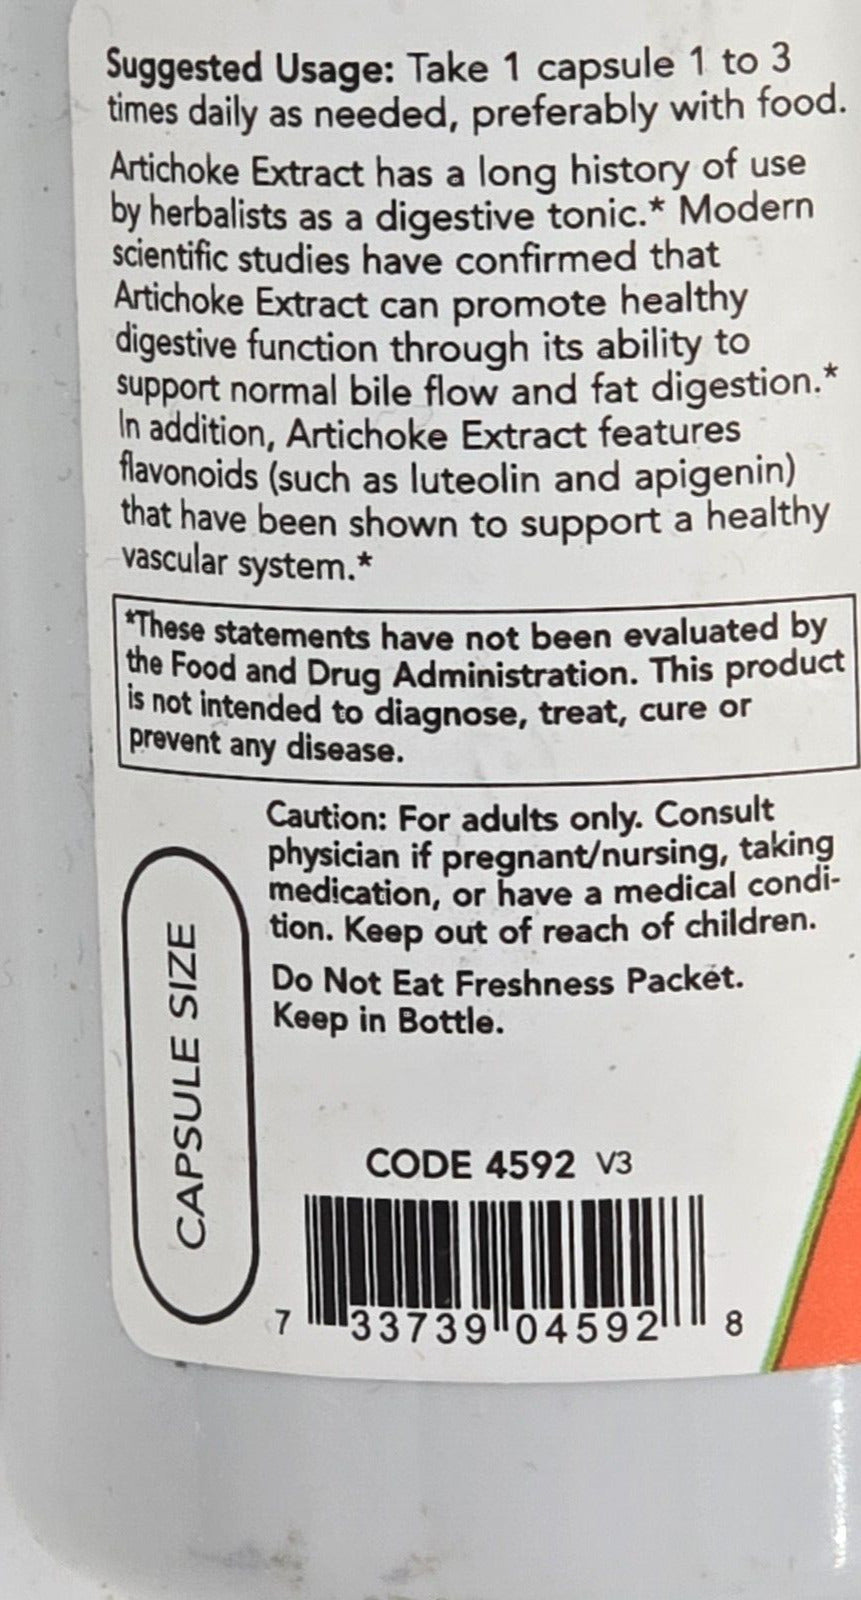 Suggested Usage: Take 1 capsule 1 to 3
times daily as needed, preferably with food.
Artichoke Extract has a long history of use
by herbalists as a digestive tonic.* Modern
scientific studies have confirmed that
Artichoke Extract can promote healthy
digestive function through its ability to
support normal bile flow and fat digestion.*
In addition, Artichoke Extract features
flavonoids (such as luteolin and apigenin)
that have been shown to support a healthy
vascular system.*
*These statements have not been evaluated by
the Food and Drug Administration. This product
is not intended to diagnose, treat, cure or
prevent any disease.
Caution: For adults only. Consult
physician if pregnant/nursing, taking
medication, or have a medical condi-
tion. Keep out of reach of children.
Do Not Eat Freshness Packet.
Keep in Bottle.
CAPSULE SIZE
CODE 4592 V3
7 33739 04592 8